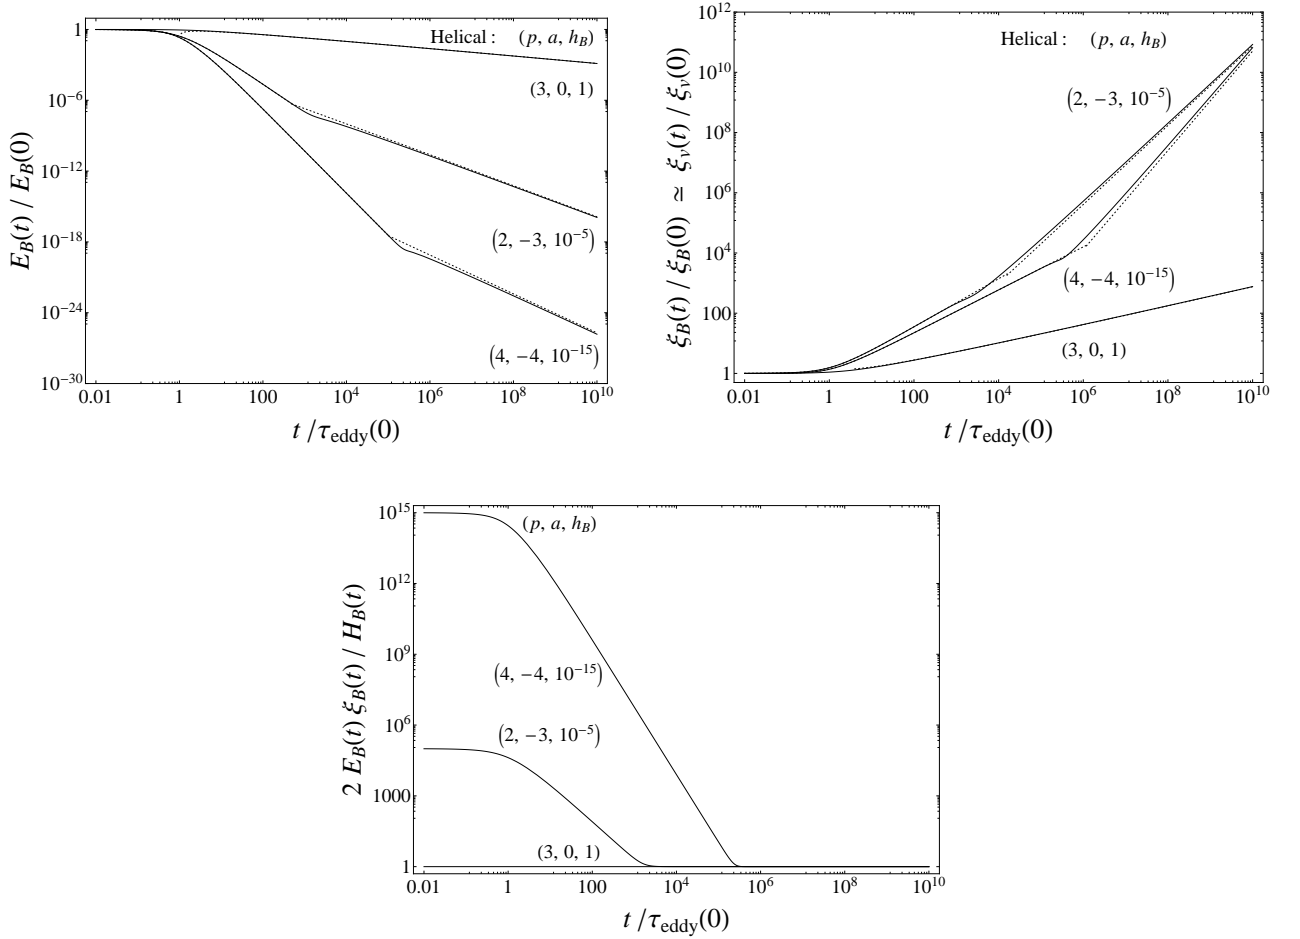 E_B(t) / E_B(0)
1
10^{-6}
10^{-12}
10^{-18}
10^{-24}
10^{-30}
Helical : (p, a, h_B)
(3, 0, 1)
(2, −3, 10^{-5})
(4, −4, 10^{-15})
0.01 1 100 10^4 10^6 10^8 10^{10}
t / τ_eddy(0)
ξ_B(t) / ξ_B(0) ≃ ξ_v(t) / ξ_v(0)
10^{12}
10^{10}
10^8
10^6
10^4
100
1
Helical : (p, a, h_B)
(2, −3, 10^{-5})
(4, −4, 10^{-15})
(3, 0, 1)
0.01 1 100 10^4 10^6 10^8 10^{10}
t / τ_eddy(0)
2 E_B(t) ξ_B(t) / H_B(t)
10^{15}
10^{12}
10^9
10^6
1000
1
(p, a, h_B)
(4, −4, 10^{-15})
(2, −3, 10^{-5})
(3, 0, 1)
0.01 1 100 10^4 10^6 10^8 10^{10}
t / τ_eddy(0)